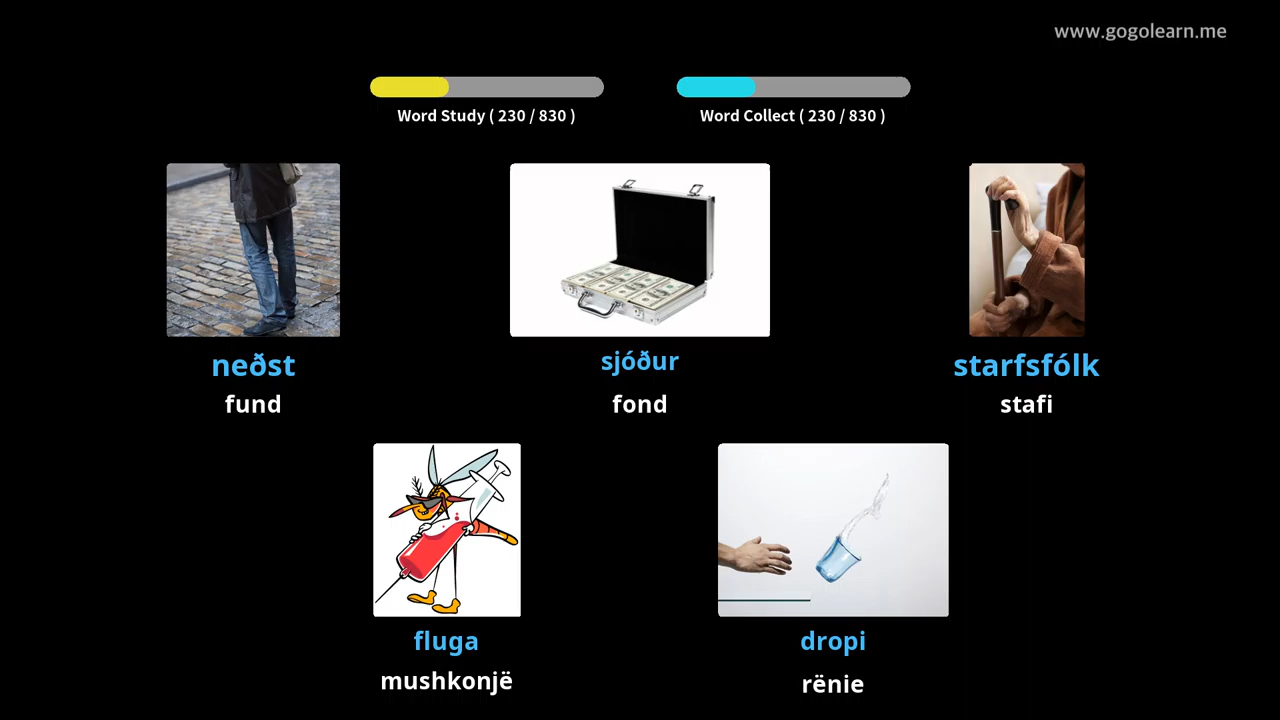 www.gogolearn.me
Word Study ( 230 / 830 )
Word Collect ( 230 / 830 )
neðst
fund
sjóður
fond
starfsfólk
stafi
fluga
mushkonjë
dropi
rënie